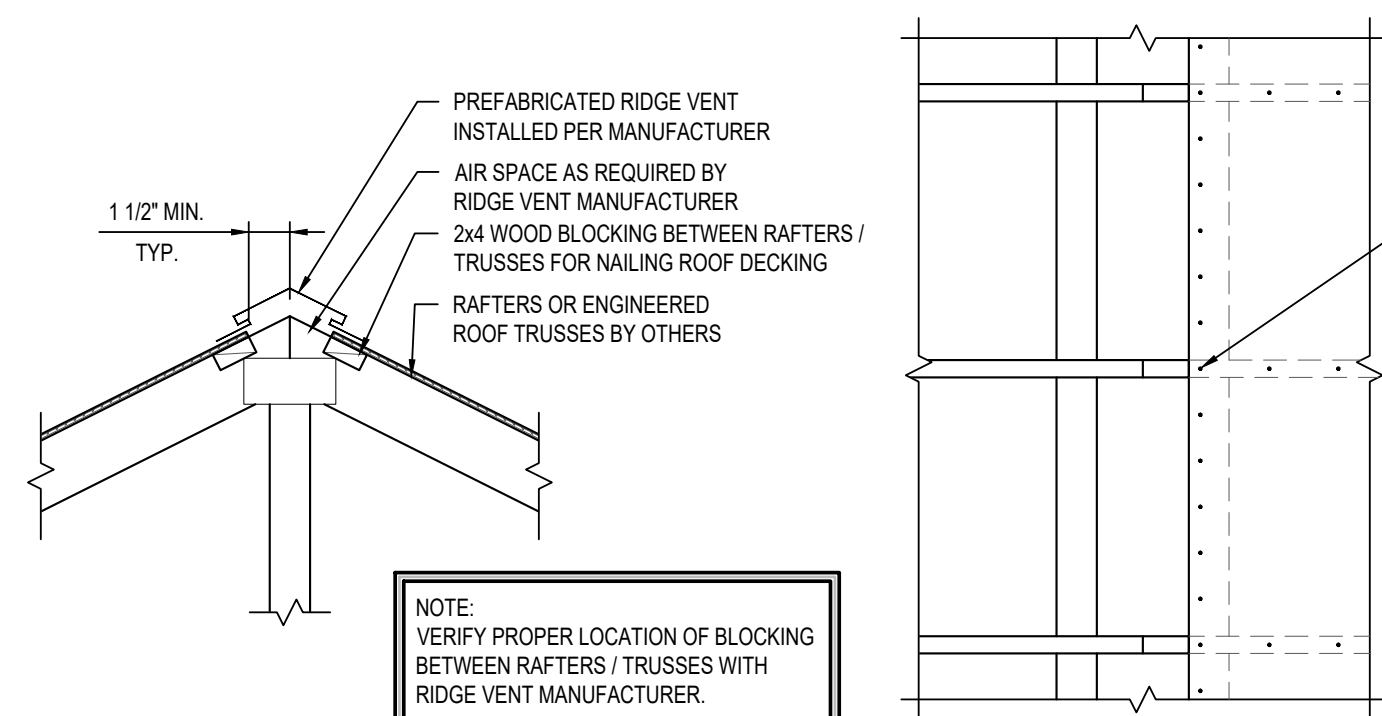 PREFABRICATED RIDGE VENT
INSTALLED PER MANUFACTURER
AIR SPACE AS REQUIRED BY
RIDGE VENT MANUFACTURER
1 1/2" MIN.
TYP.
2x4 WOOD BLOCKING BETWEEN RAFTERS /
TRUSSES FOR NAILING ROOF DECKING
RAFTERS OR ENGINEERED
ROOF TRUSSES BY OTHERS
NOTE:
VERIFY PROPER LOCATION OF BLOCKING
BETWEEN RAFTERS / TRUSSES WITH
RIDGE VENT MANUFACTURER.